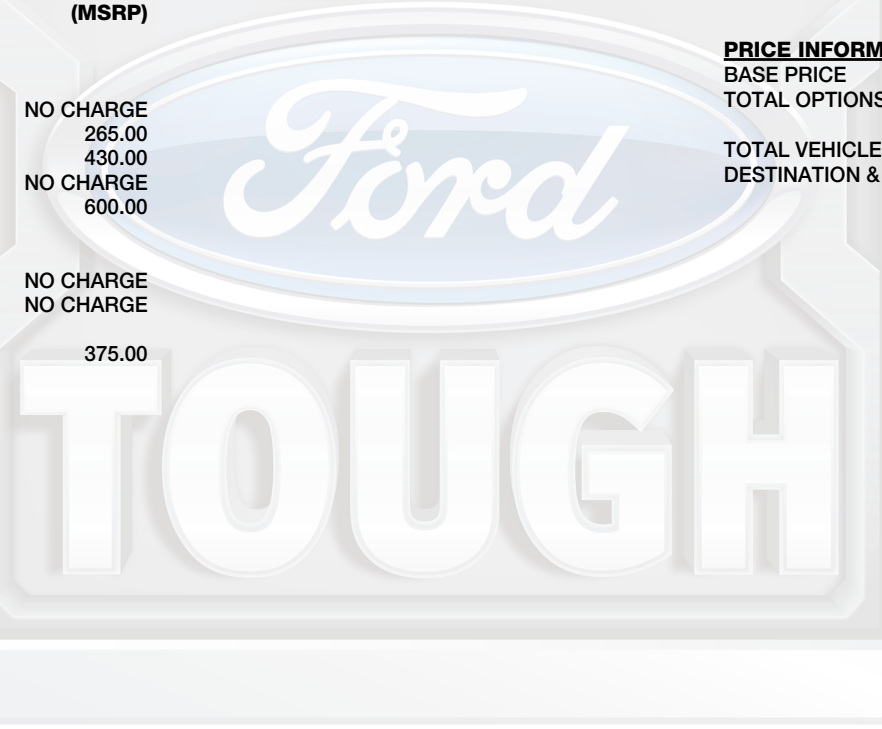 (MSRP)
NO CHARGE
265.00
430.00
NO CHARGE
600.00
NO CHARGE
NO CHARGE
375.00
PRICE INFORM
BASE PRICE
TOTAL OPTIONS
TOTAL VEHICLE
DESTINATION &
Ford
TOUGH